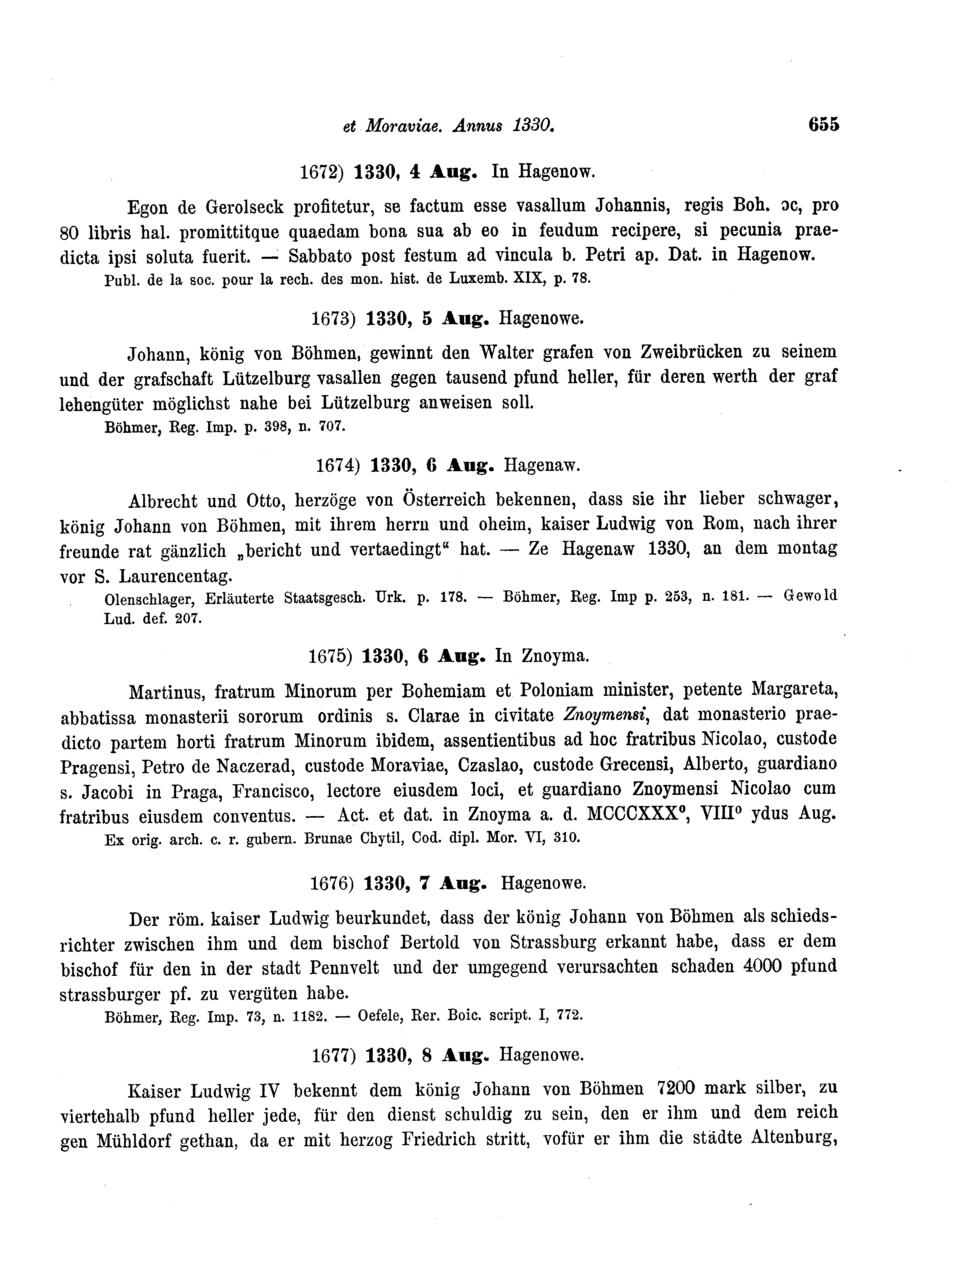 et Moraviae. Annus 1330. 655
1672) 1330, 4 Aug. In Hagenow.
Egon de Gerolseck profitetur, se factum esse vasallum Johannis, regis Boh. ɔc, pro
80 libris hal. promittitque quaedam bona sua ab eo in feudum recipere, si pecunia prae-
dicta ipsi soluta fuerit. — Sabbato post festum ad vincula b. Petri ap. Dat. in Hagenow.
Publ. de la soc. pour la rech. des mon. hist. de Luxemb. XIX, p. 78.
1673) 1330, 5 Aug. Hagenowe.
Johann, könig von Böhmen, gewinnt den Walter grafen von Zweibrücken zu seinem
und der grafschaft Lützelburg vasallen gegen tausend pfund heller, für deren werth der graf
lehengüter möglichst nahe bei Lützelburg anweisen soll.
Böhmer, Reg. Imp. p. 398, n. 707.
1674) 1330, 6 Aug. Hagenaw.
Albrecht und Otto, herzöge von Österreich bekennen, dass sie ihr lieber schwager,
könig Johann von Böhmen, mit ihrem herrn und oheim, kaiser Ludwig von Rom, nach ihrer
freunde rat gänzlich „bericht und vertaedingt“ hat. — Ze Hagenaw 1330, an dem montag
vor S. Laurencentag.
Olenschlager, Erläuterte Staatsgesch. Urk. p. 178. — Böhmer, Reg. Imp p. 253, n. 181. — Gewold
Lud. def. 207.
1675) 1330, 6 Aug. In Znoyma.
Martinus, fratrum Minorum per Bohemiam et Poloniam minister, petente Margareta,
abbatissa monasterii sororum ordinis s. Clarae in civitate Znoymensi, dat monasterio prae-
dicto partem horti fratrum Minorum ibidem, assentientibus ad hoc fratribus Nicolao, custode
Pragensi, Petro de Naczerad, custode Moraviae, Czaslao, custode Grecensi, Alberto, guardiano
s. Jacobi in Praga, Francisco, lectore eiusdem loci, et guardiano Znoymensi Nicolao cum
fratribus eiusdem conventus. — Act. et dat. in Znoyma a. d. MCCCXXX⁰, VIII⁰ ydus Aug.
Ex orig. arch. c. r. gubern. Brunae Chytil, Cod. dipl. Mor. VI, 310.
1676) 1330, 7 Aug. Hagenowe.
Der röm. kaiser Ludwig beurkundet, dass der könig Johann von Böhmen als schieds-
richter zwischen ihm und dem bischof Bertold von Strassburg erkannt habe, dass er dem
bischof für den in der stadt Pennvelt und der umgegend verursachten schaden 4000 pfund
strassburger pf. zu vergüten habe.
Böhmer, Reg. Imp. 73, n. 1182. — Oefele, Rer. Boic. script. I, 772.
1677) 1330, 8 Aug. Hagenowe.
Kaiser Ludwig IV bekennt dem könig Johann von Böhmen 7200 mark silber, zu
viertehalb pfund heller jede, für den dienst schuldig zu sein, den er ihm und dem reich
gen Mühldorf gethan, da er mit herzog Friedrich stritt, vofür er ihm die städte Altenburg,